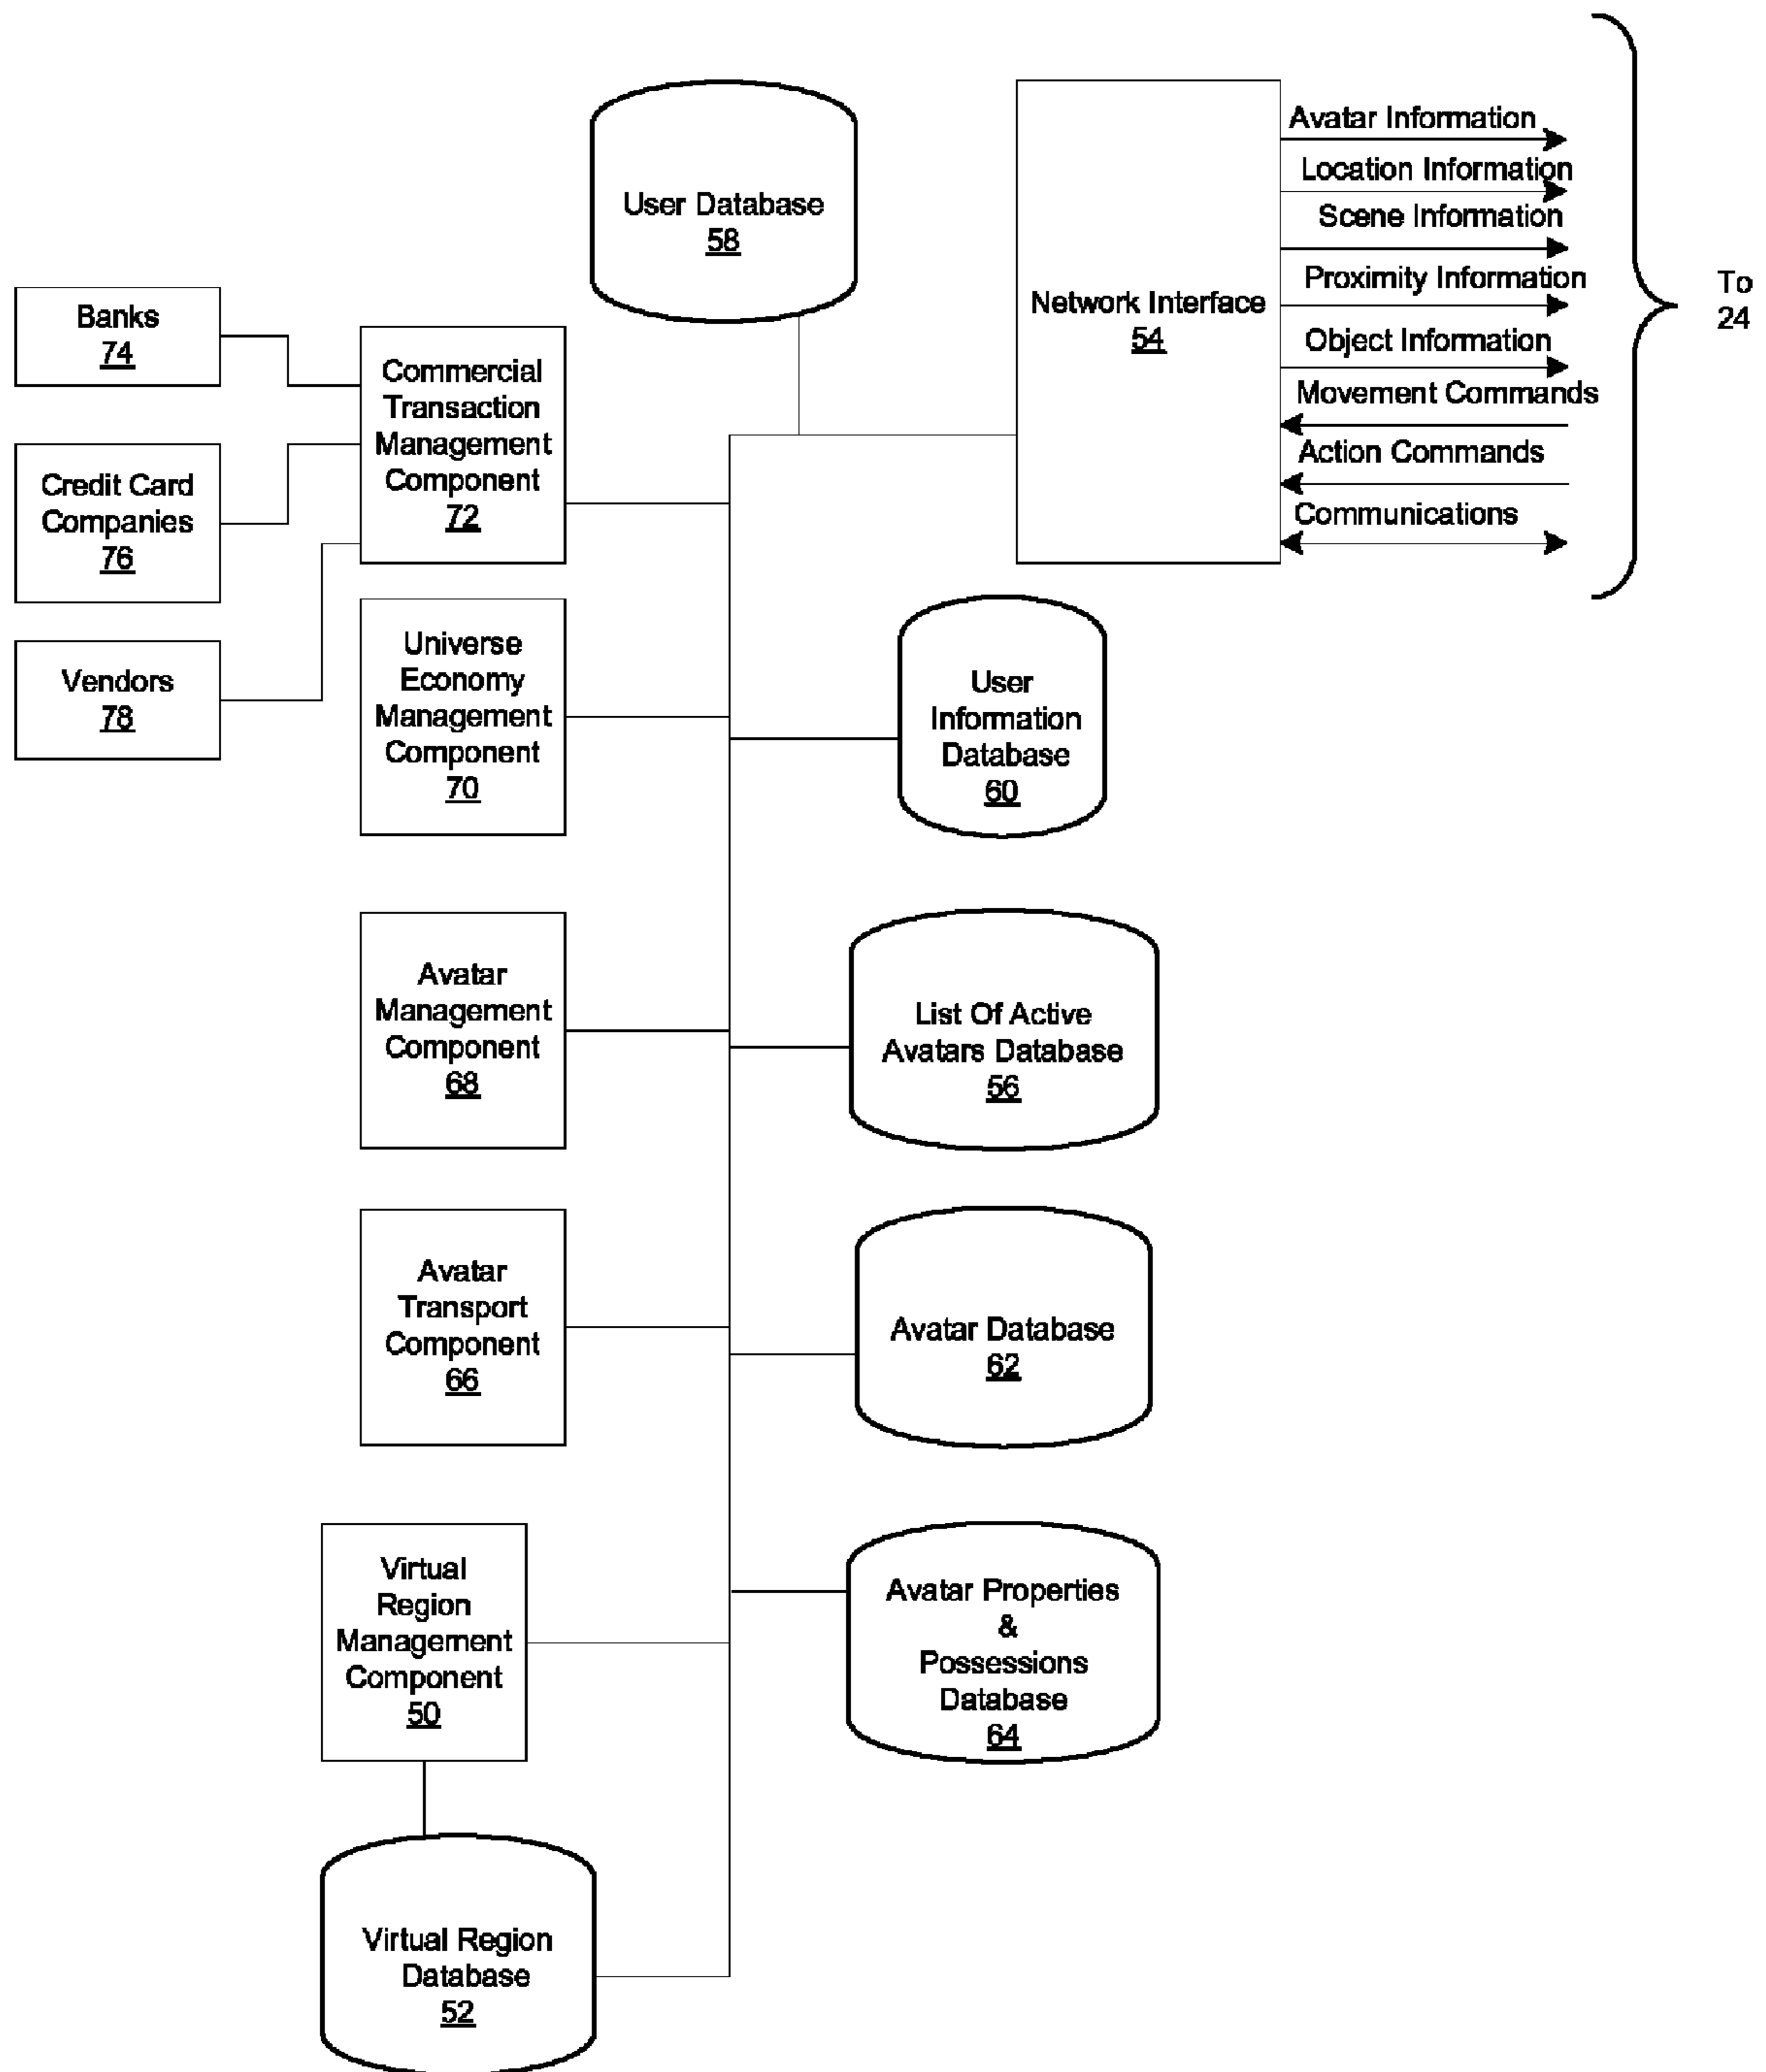 User Database
58
Network Interface
54
Avatar Information
Location Information
Scene Information
Proximity Information
Object Information
Movement Commands
Action Commands
Communications
To
24
Banks
74
Credit Card
Companies
76
Vendors
78
Commercial
Transaction
Management
Component
72
Universe
Economy
Management
Component
70
User
Information
Database
60
Avatar
Management
Component
68
List Of Active
Avatars Database
56
Avatar
Transport
Component
66
Avatar Database
62
Virtual
Region
Management
Component
50
Avatar Properties
&
Possessions
Database
64
Virtual Region
Database
52